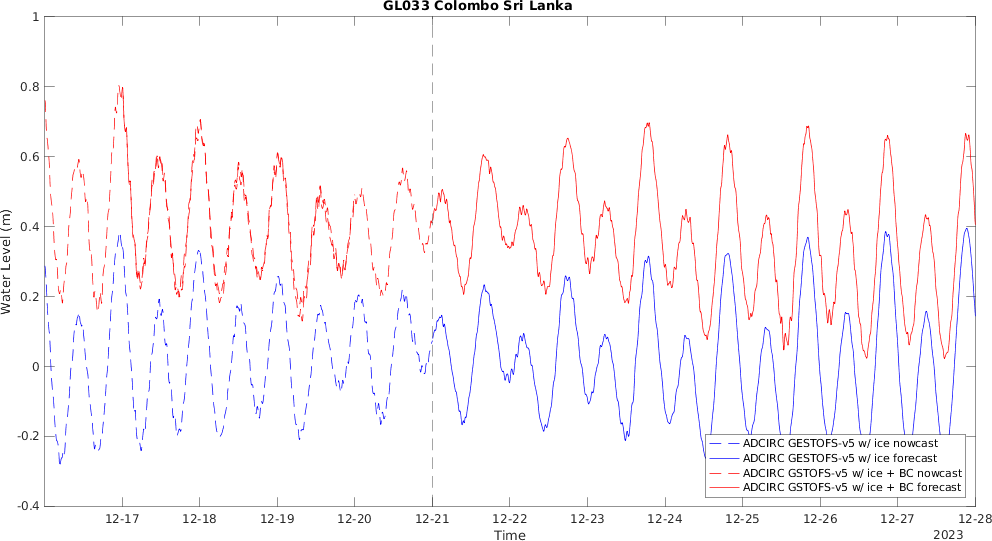 GL033 Colombo Sri Lanka
1
0.8
0.6
0.4
0.2
0
-0.2
-0.4
Water Level (m)
ADCIRC GESTOFS-v5 w/ ice nowcast
ADCIRC GESTOFS-v5 w/ ice forecast
ADCIRC GSTOFS-v5 w/ ice + BC nowcast
ADCIRC GSTOFS-v5 w/ ice + BC forecast
12-17 12-18 12-19 12-20 12-21 12-22 12-23 12-24 12-25 12-26 12-27 12-28
Time
2023